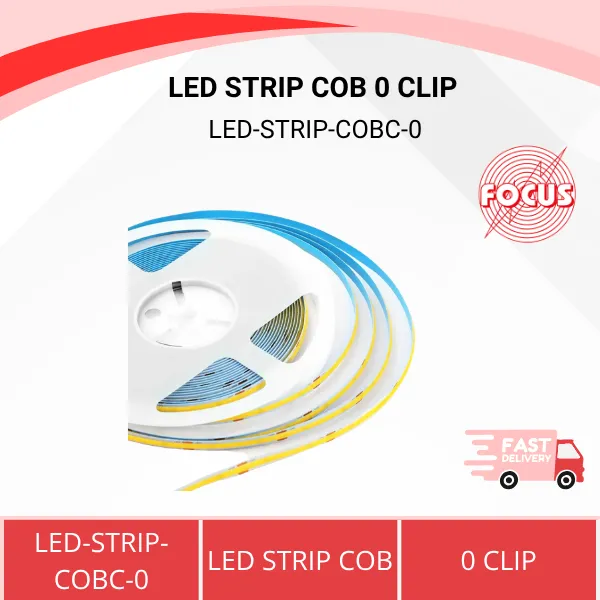 LED STRIP COB 0 CLIP
LED-STRIP-COBC-0
FOCUS
FAST
DELIVERY
LED-STRIP-
COBC-0
LED STRIP COB
0 CLIP